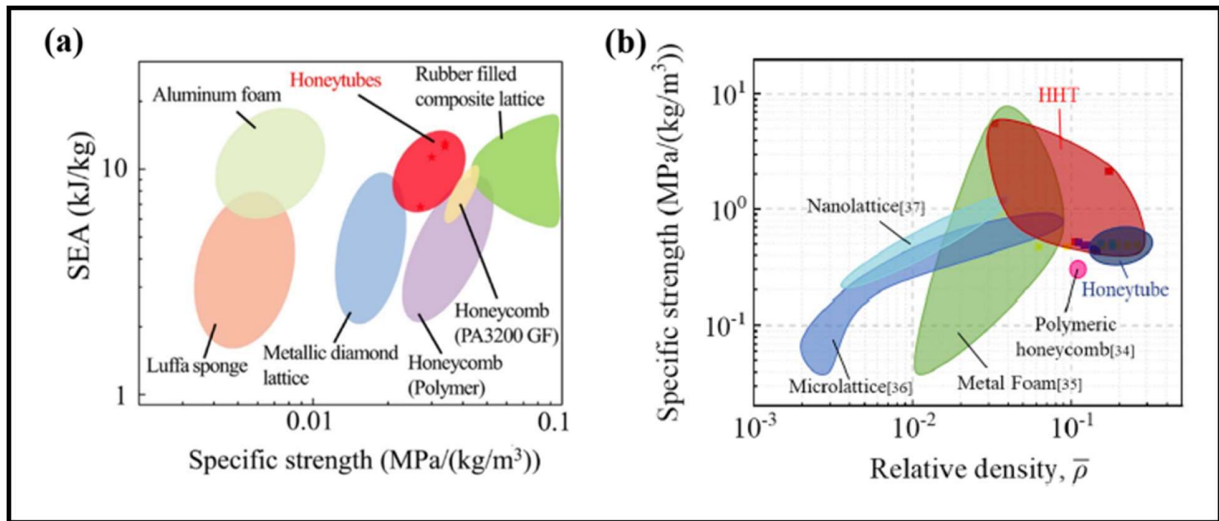 (a)
SEA (kJ/kg)
10
1
0.01
0.1
Specific strength (MPa/(kg/m³))
Aluminum foam
Honeytubes
Rubber filled
composite lattice
Luffa sponge
Metallic diamond
lattice
Honeycomb
(Polymer)
Honeycomb
(PA3200 GF)
(b)
Specific strength (MPa/(kg/m³))
10¹
10⁰
10⁻¹
10⁻³
10⁻²
10⁻¹
Relative density, ρ̅
HHT
Nanolattice[37]
Honeytube
Polymeric
honeycomb[34]
Microlattice[36]
Metal Foam[35]